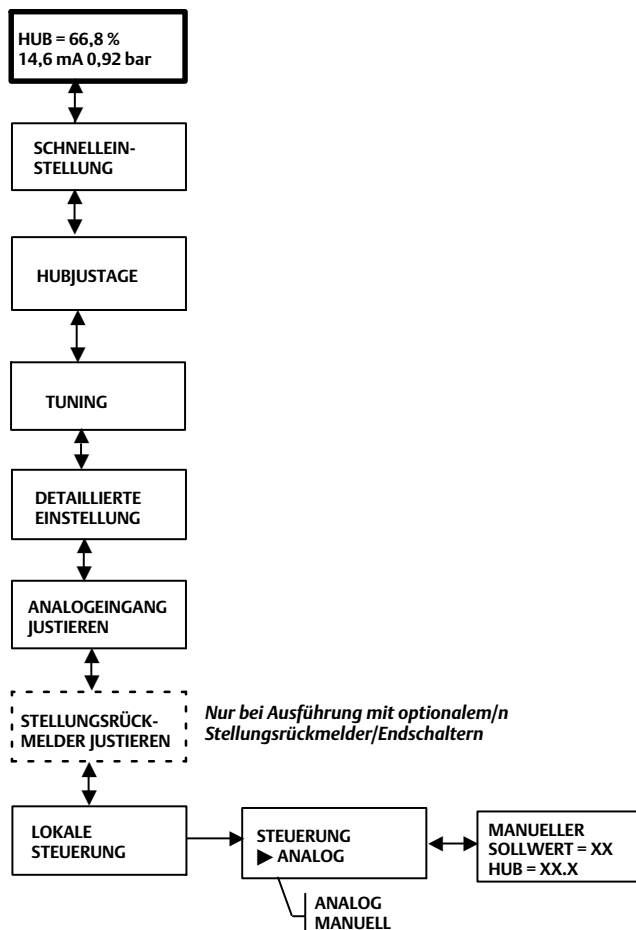 HUB = 66,8 %
14,6 mA 0,92 bar
SCHNELLEIN-
STELLUNG
HUBJUSTAGE
TUNING
DETAILLIERTE
EINSTELLUNG
ANALOGEINGANG
JUSTIEREN
STELLUNGSRÜCK-
MELDER JUSTIEREN
Nur bei Ausführung mit optionalem/n
Stellungsrückmelder/Endschaltern
LOKALE
STEUERUNG
STEUERUNG
▶ ANALOG
ANALOG
MANUELL
MANUELLER
SOLLWERT = XX
HUB = XX.X